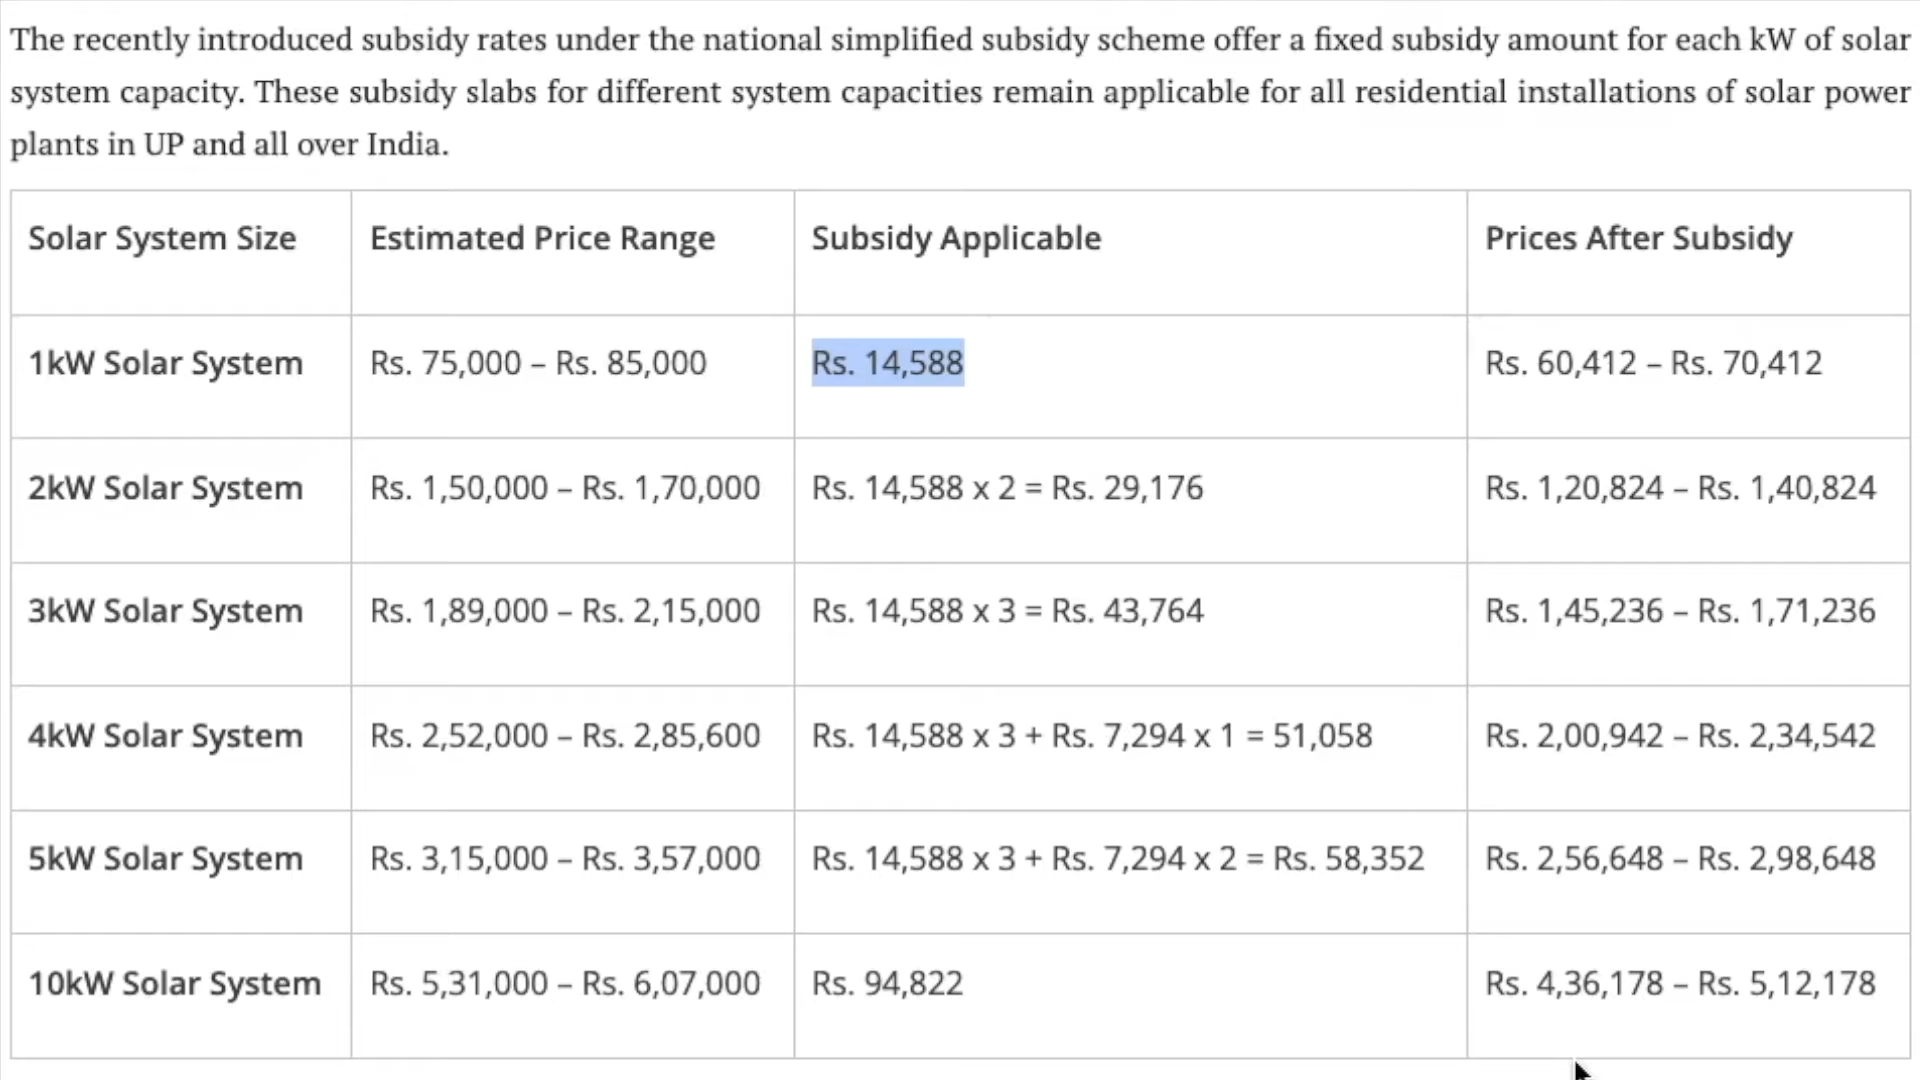 The recently introduced subsidy rates under the national simplified subsidy scheme offer a fixed subsidy amount for each kW of solar
system capacity. These subsidy slabs for different system capacities remain applicable for all residential installations of solar power
plants in UP and all over India.
Solar System Size Estimated Price Range Subsidy Applicable Prices After Subsidy
1kW Solar System Rs. 75,000 – Rs. 85,000 Rs. 14,588 Rs. 60,412 – Rs. 70,412
2kW Solar System Rs. 1,50,000 – Rs. 1,70,000 Rs. 14,588 x 2 = Rs. 29,176 Rs. 1,20,824 – Rs. 1,40,824
3kW Solar System Rs. 1,89,000 – Rs. 2,15,000 Rs. 14,588 x 3 = Rs. 43,764 Rs. 1,45,236 – Rs. 1,71,236
4kW Solar System Rs. 2,52,000 – Rs. 2,85,600 Rs. 14,588 x 3 + Rs. 7,294 x 1 = 51,058 Rs. 2,00,942 – Rs. 2,34,542
5kW Solar System Rs. 3,15,000 – Rs. 3,57,000 Rs. 14,588 x 3 + Rs. 7,294 x 2 = Rs. 58,352 Rs. 2,56,648 – Rs. 2,98,648
10kW Solar System Rs. 5,31,000 – Rs. 6,07,000 Rs. 94,822 Rs. 4,36,178 – Rs. 5,12,178